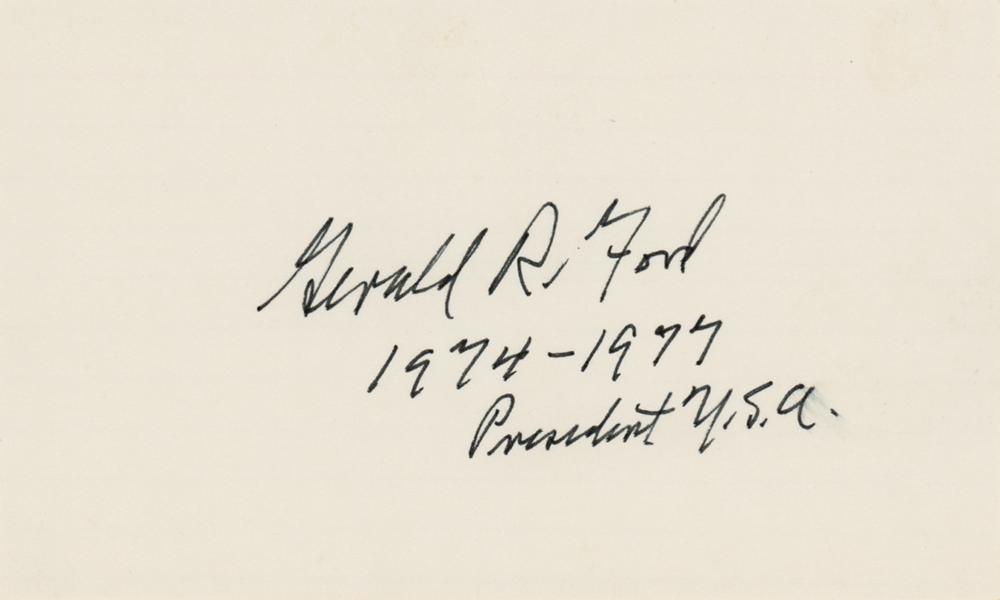 Gerald R. Ford
1974-1977
President U.S.A.